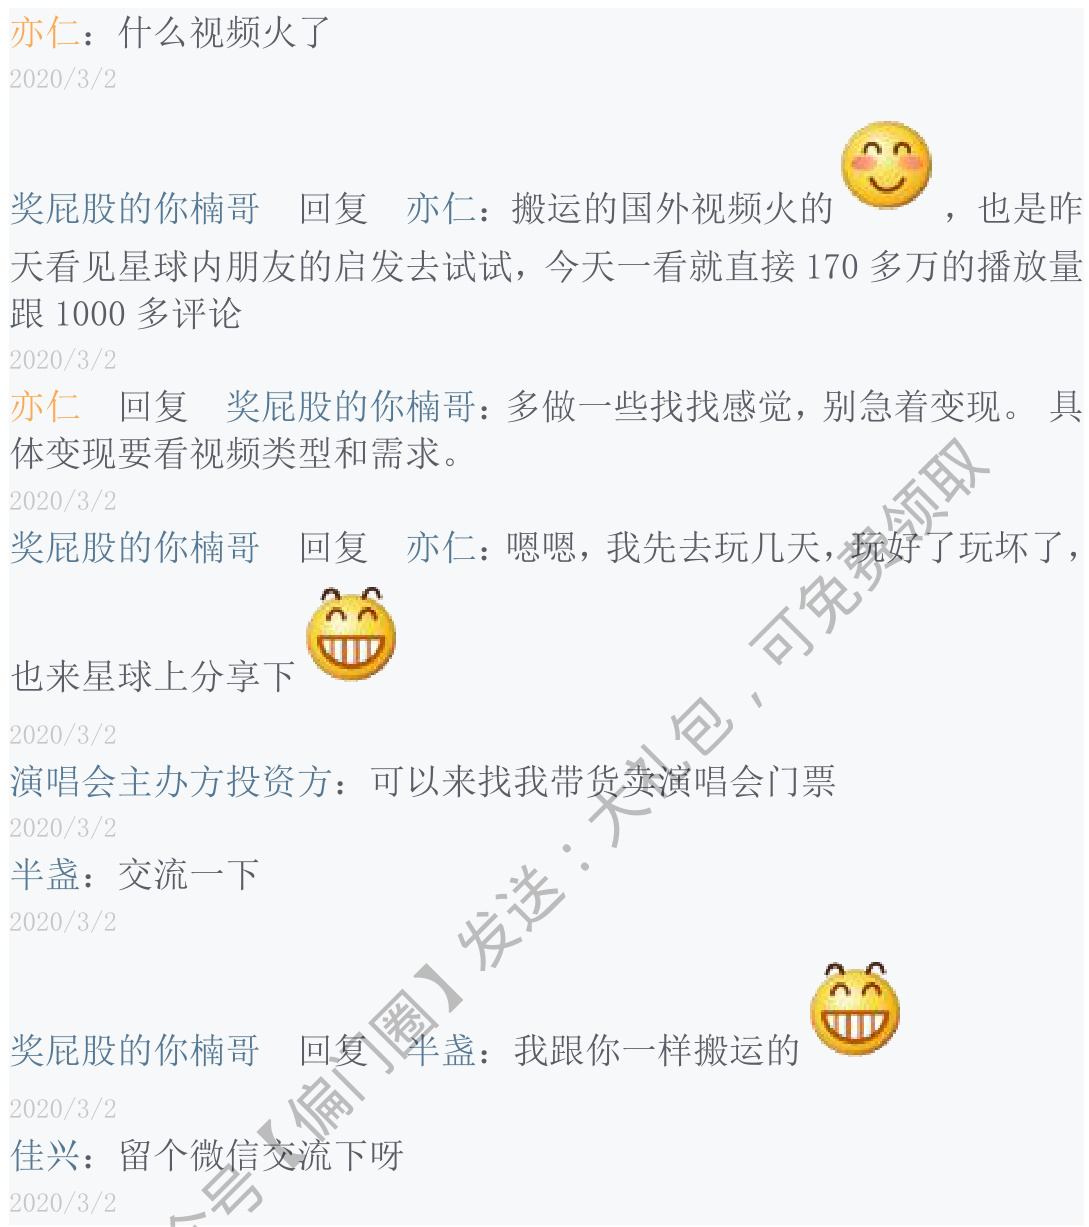 亦仁：什么视频火了
2020/3/2
奖屁股的你楠哥 回复 亦仁：搬运的国外视频火的 ，也是昨
天看见星球内朋友的启发去试试，今天一看就直接 170 多万的播放量
跟 1000 多评论
2020/3/2
亦仁 回复 奖屁股的你楠哥：多做一些找找感觉，别急着变现。 具
体变现要看视频类型和需求。
2020/3/2
奖屁股的你楠哥 回复 亦仁：嗯嗯，我先去玩几天，玩好了玩坏了，
也来星球上分享下
2020/3/2
演唱会主办方投资方：可以来找我带货卖演唱会门票
2020/3/2
半盏：交流一下
2020/3/2
奖屁股的你楠哥 回复 半盏：我跟你一样搬运的
2020/3/2
佳兴：留个微信交流下呀
2020/3/2
号【偏门圈】发送：大礼包，可免费领取